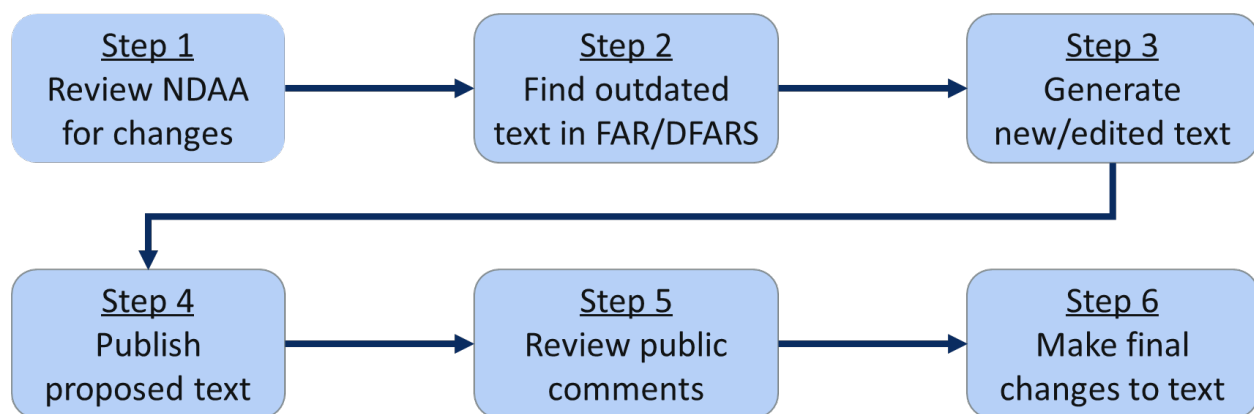 Step 1
Review NDAA
for changes
Step 2
Find outdated
text in FAR/DFARS
Step 3
Generate
new/edited text
Step 4
Publish
proposed text
Step 5
Review public
comments
Step 6
Make final
changes to text